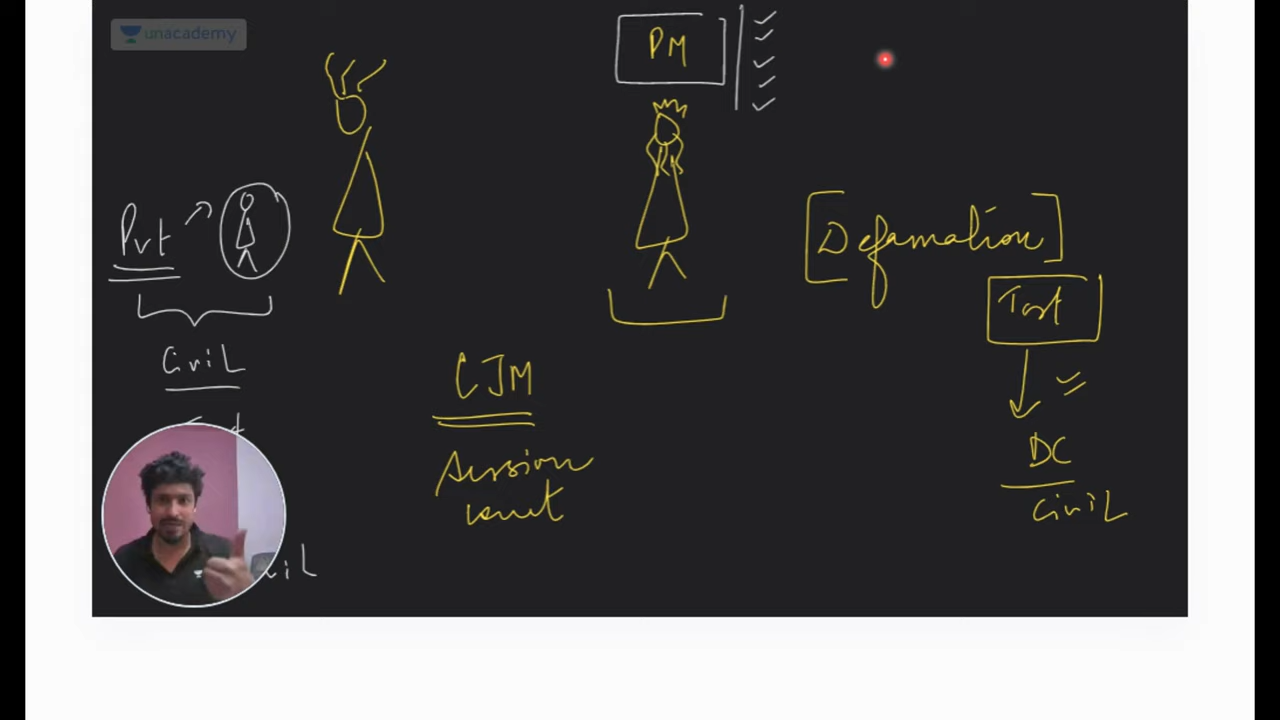 unacademy
PM
Pvt
[Defamation]
Tort
Civil
CJM
Session
court
DC
Civil